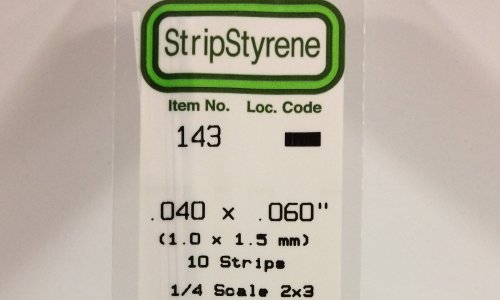 StripStyrene
Item No. Loc. Code
143
.040 x .060"
(1.0 x 1.5 mm)
10 Strips
1/4 Scale 2x3